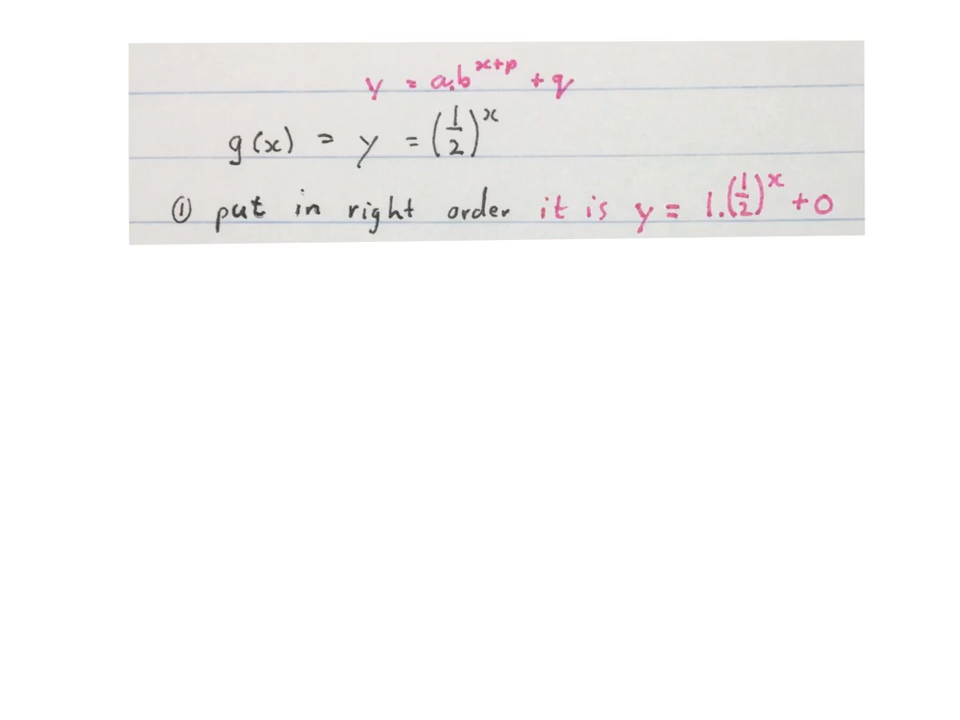 y = a.b^(x+p) + q
g(x) = y = (1/2)^x
① put in right order it is y = 1.(1/2)^x + 0